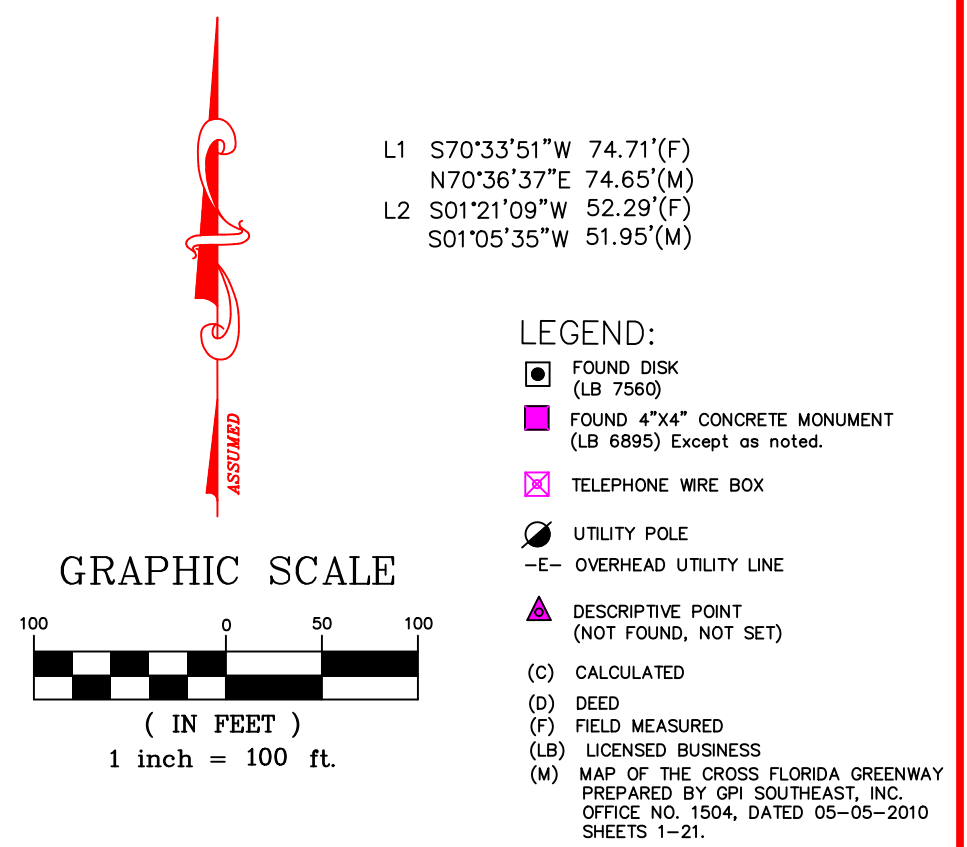 L1 S70°33'51"W 74.71'(F)
N70°36'37"E 74.65'(M)
L2 S01°21'09"W 52.29'(F)
S01°05'35"W 51.95'(M)
ASSUMED
LEGEND:
FOUND DISK
(LB 7560)
FOUND 4"X4" CONCRETE MONUMENT
(LB 6895) Except as noted.
TELEPHONE WIRE BOX
UTILITY POLE
-E- OVERHEAD UTILITY LINE
DESCRIPTIVE POINT
(NOT FOUND, NOT SET)
(C) CALCULATED
(D) DEED
(F) FIELD MEASURED
(LB) LICENSED BUSINESS
(M) MAP OF THE CROSS FLORIDA GREENWAY
PREPARED BY GPI SOUTHEAST, INC.
OFFICE NO. 1504, DATED 05-05-2010
SHEETS 1-21.
GRAPHIC SCALE
100 0 50 100
( IN FEET )
1 inch = 100 ft.